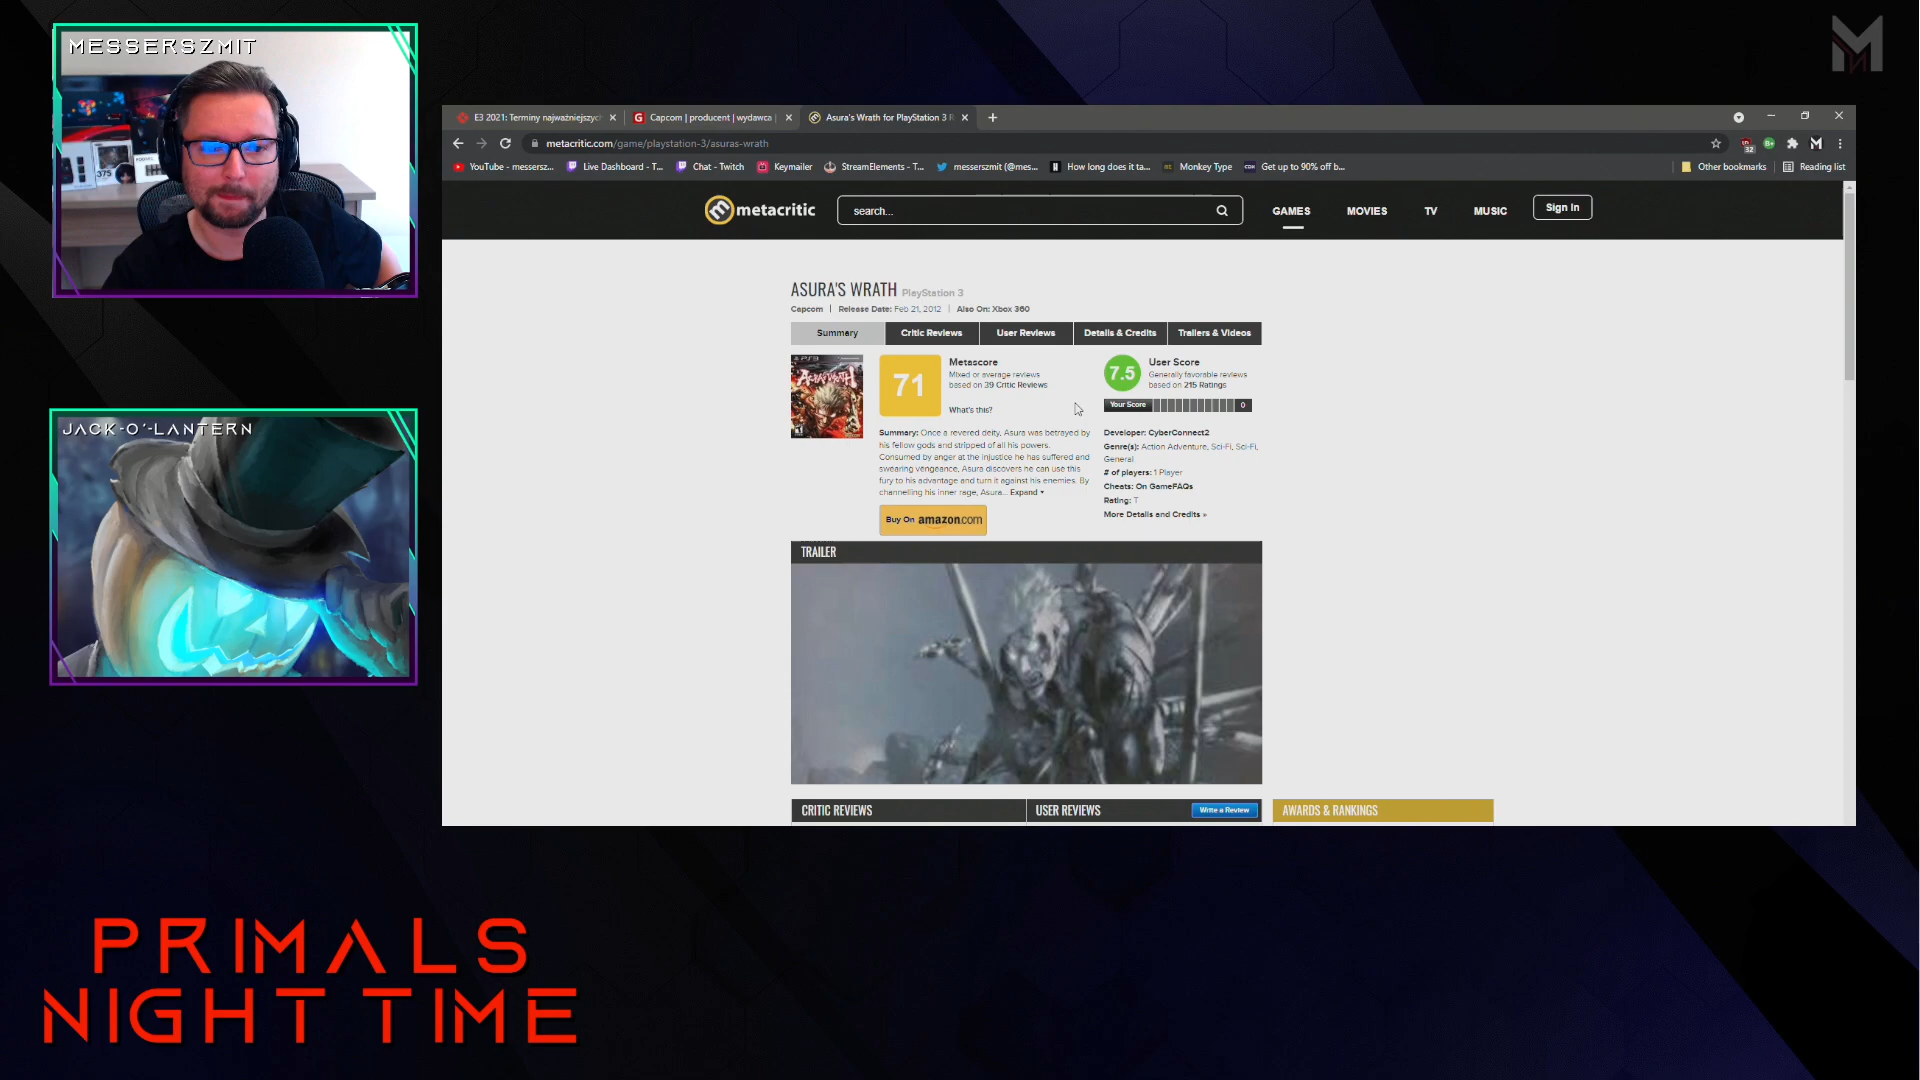 MESSERSZMIT
JACK-O'-LANTERN
PRIMALS
NIGHT TIME
E3 2021: Terminy najważniejszyc
Capcom | producent | wydawca |
Asura's Wrath for PlayStation 3 R
metacritic.com/game/playstation-3/asuras-wrath
32
YouTube - messersz...
Live Dashboard - T...
Chat - Twitch
Keymailer
StreamElements - T...
messerszmit (@mes...
How long does it ta...
Monkey Type
Get up to 90% off b...
Other bookmarks
Reading list
metacritic
search...
GAMES
MOVIES
TV
MUSIC
Sign In
ASURA'S WRATH PlayStation 3
Capcom | Release Date: Feb 21, 2012 | Also On: Xbox 360
Summary
Critic Reviews
User Reviews
Details & Credits
Trailers & Videos
71
Metascore
Mixed or average reviews
based on 39 Critic Reviews
What's this?
7.5
User Score
Generally favorable reviews
based on 215 Ratings
Your Score
0
Summary: Once a revered deity, Asura was betrayed by
his fellow gods and stripped of all his powers.
Consumed by anger at the injustice he has suffered and
swearing vengeance, Asura discovers he can use this
fury to his advantage and turn it against his enemies. By
channelling his inner rage, Asura... Expand
Buy On amazon.com
Developer: CyberConnect2
Genre(s): Action Adventure, Sci-Fi, Sci-Fi,
General
# of players: 1 Player
Cheats: On GameFAQs
Rating: T
More Details and Credits »
TRAILER
CRITIC REVIEWS
USER REVIEWS
Write a Review
AWARDS & RANKINGS